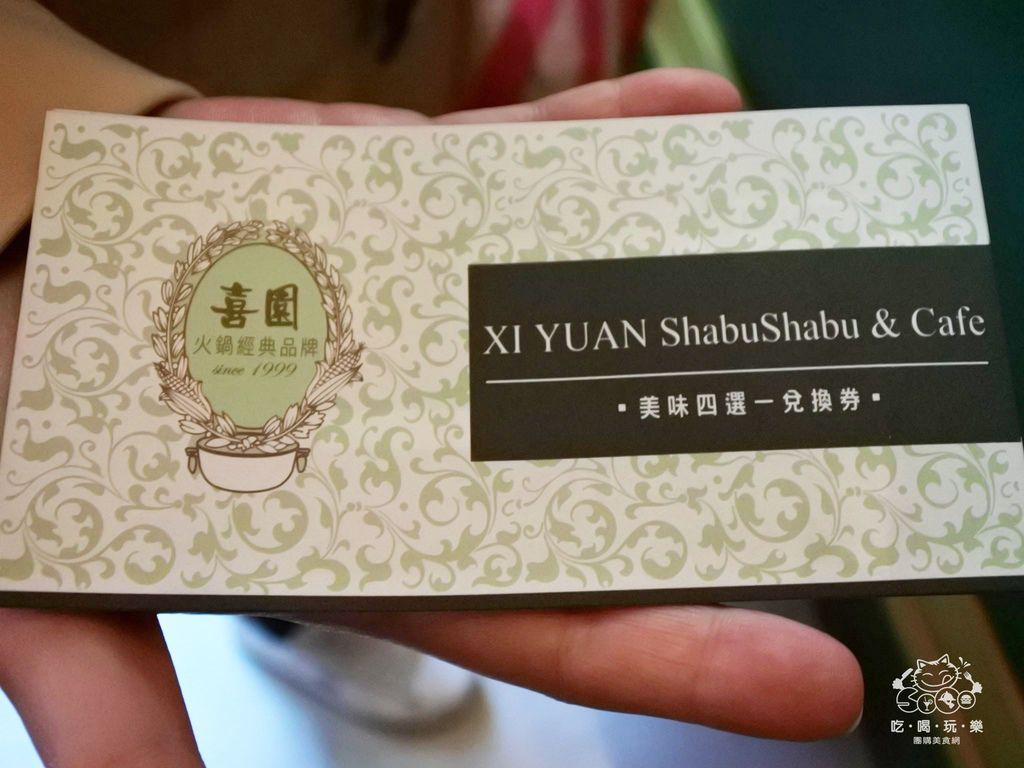 喜園
火鍋經典品牌
since 1999
XI YUAN ShabuShabu & Cafe
▪美味四選一兌換券▪
吃·喝·玩·樂
團購美食網